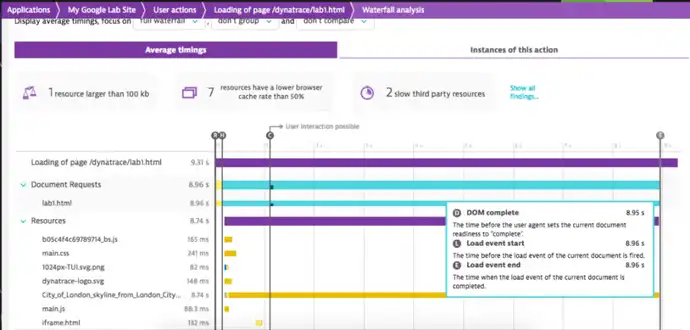 Applications My Google Lab Site User actions Loading of page /dynatrace/lab1.html Waterfall analysis
Display average timings, focus on full waterfall , don't group and don't compare .
Average timings Instances of this action
1 resource larger than 100 kb
7 resources have a lower browser cache rate than 50%
2 slow third party resources
Show all findings...
User interaction possible
R H C E
Loading of page /dynatrace/lab1.html 9.31 s
Document Requests 8.96 s
lab1.html 8.96 s
Resources 8.74 s
b05c4f4c69789714_bs.js 165 ms
main.css 241 ms
1024px-TUI.svg.png 82 ms
dynatrace-logo.svg 148 ms
City_of_London_skyline_from_London_City... 8.74 s
main.js 88.3 ms
iframe.html 132 ms
D DOM complete 8.95 s
The time before the user agent sets the current document
readiness to "complete".
L Load event start 8.96 s
The time before the load event of the current document is fired.
E Load event end 8.96 s
The time when the load event of the current document is
completed.